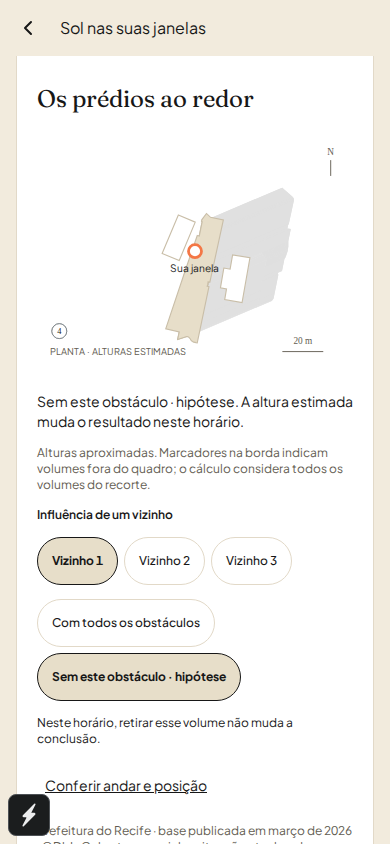 Sol nas suas janelas
Os prédios ao redor
N
Sua janela
4
20 m
PLANTA · ALTURAS ESTIMADAS
Sem este obstáculo · hipótese. A altura estimada
muda o resultado neste horário.
Alturas aproximadas. Marcadores na borda indicam
volumes fora do quadro; o cálculo considera todos os
volumes do recorte.
Influência de um vizinho
Vizinho 1
Vizinho 2
Vizinho 3
Com todos os obstáculos
Sem este obstáculo · hipótese
Neste horário, retirar esse volume não muda a
conclusão.
Conferir andar e posição
refeitura do Recife · base publicada em março de 2026